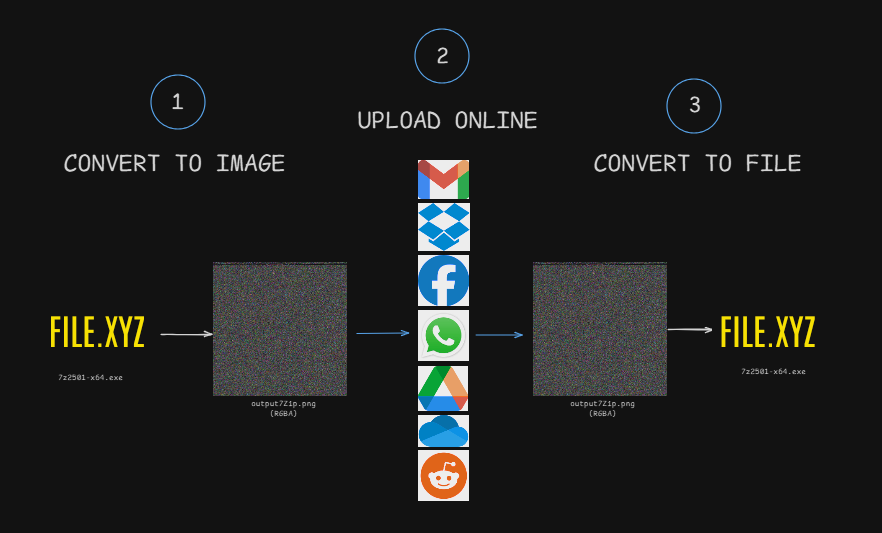 1
CONVERT TO IMAGE
FILE.XYZ
7z2501-x64.exe
output7Zip.png
(RGBA)
2
UPLOAD ONLINE
3
CONVERT TO FILE
output7Zip.png
(RGBA)
FILE.XYZ
7z2501-x64.exe